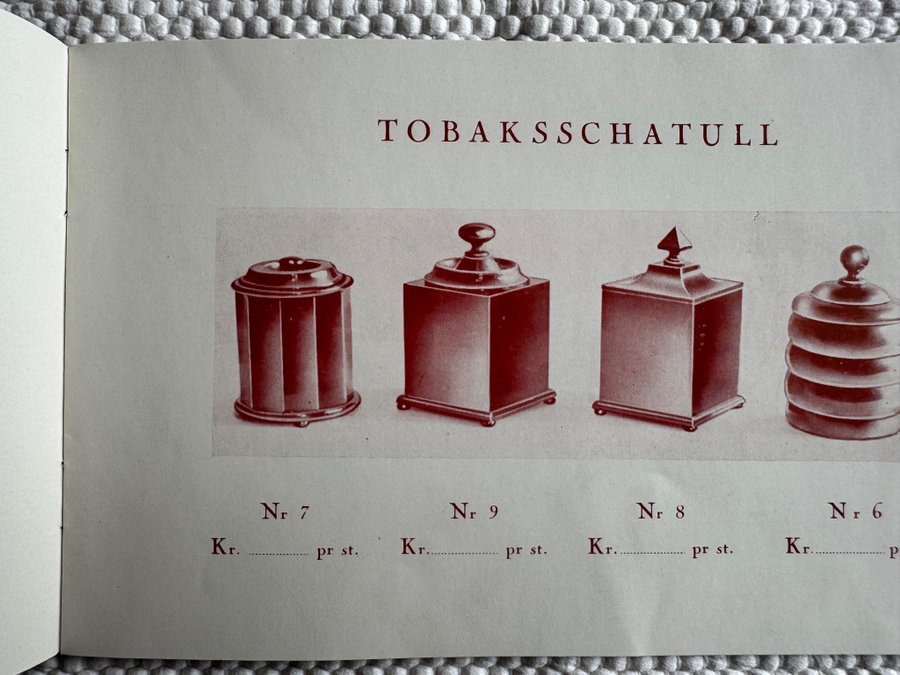 TOBAKSSCHATULL
Nr 7 Nr 9 Nr 8 Nr 6
Kr. .................. pr st. Kr. .................. pr st. Kr. .................. pr st. Kr. ..................